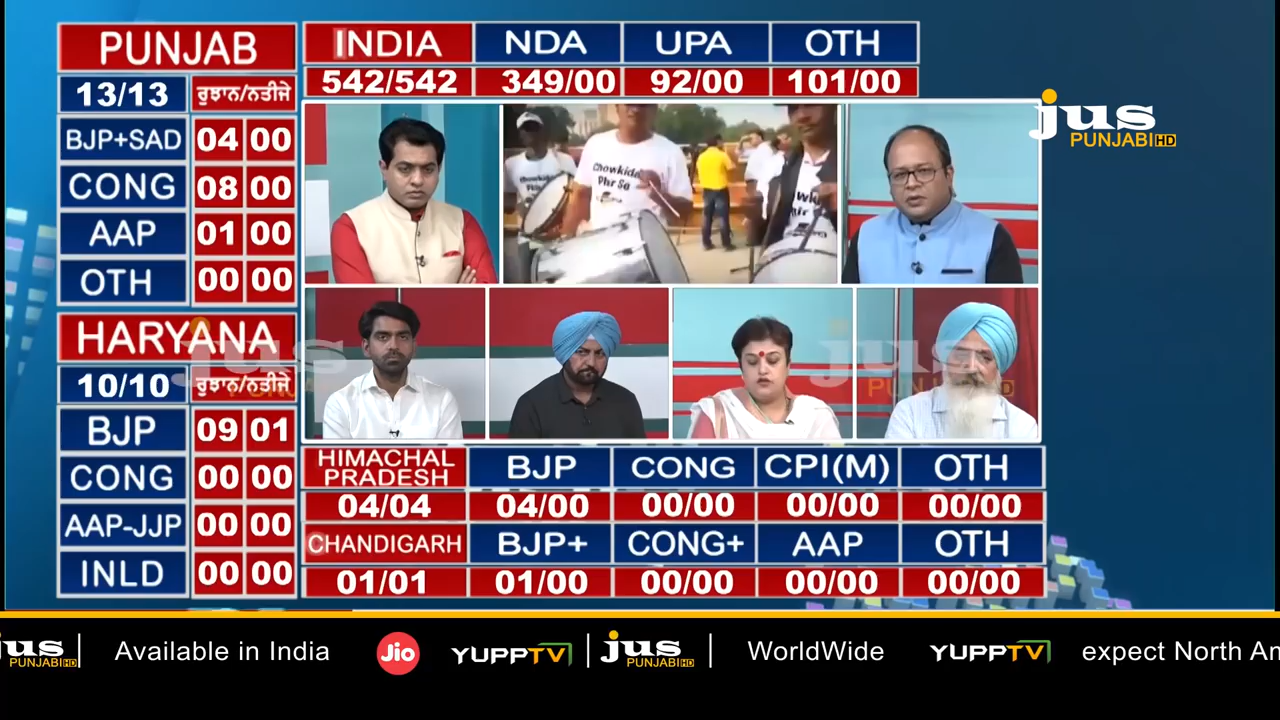 PUNJAB
13/13 ਰੁਝਾਨ/ਨਤੀਜੇ
BJP+SAD 04 00
CONG 08 00
AAP 01 00
OTH 00 00
HARYANA
10/10 ਰੁਝਾਨ/ਨਤੀਜੇ
BJP 09 01
CONG 00 00
AAP-JJP 00 00
INLD 00 00
INDIA NDA UPA OTH
542/542 349/00 92/00 101/00
jus
PUNJABI HD
Chowkidar
Phr Se
jus
jus
HIMACHAL
PRADESH BJP CONG CPI(M) OTH
04/04 04/00 00/00 00/00 00/00
CHANDIGARH BJP+ CONG+ AAP OTH
01/01 01/00 00/00 00/00 00/00
jus PUNJABI HD | Available in India Jio YUPPTV | jus PUNJABI HD | WorldWide YUPPTV expect North Am